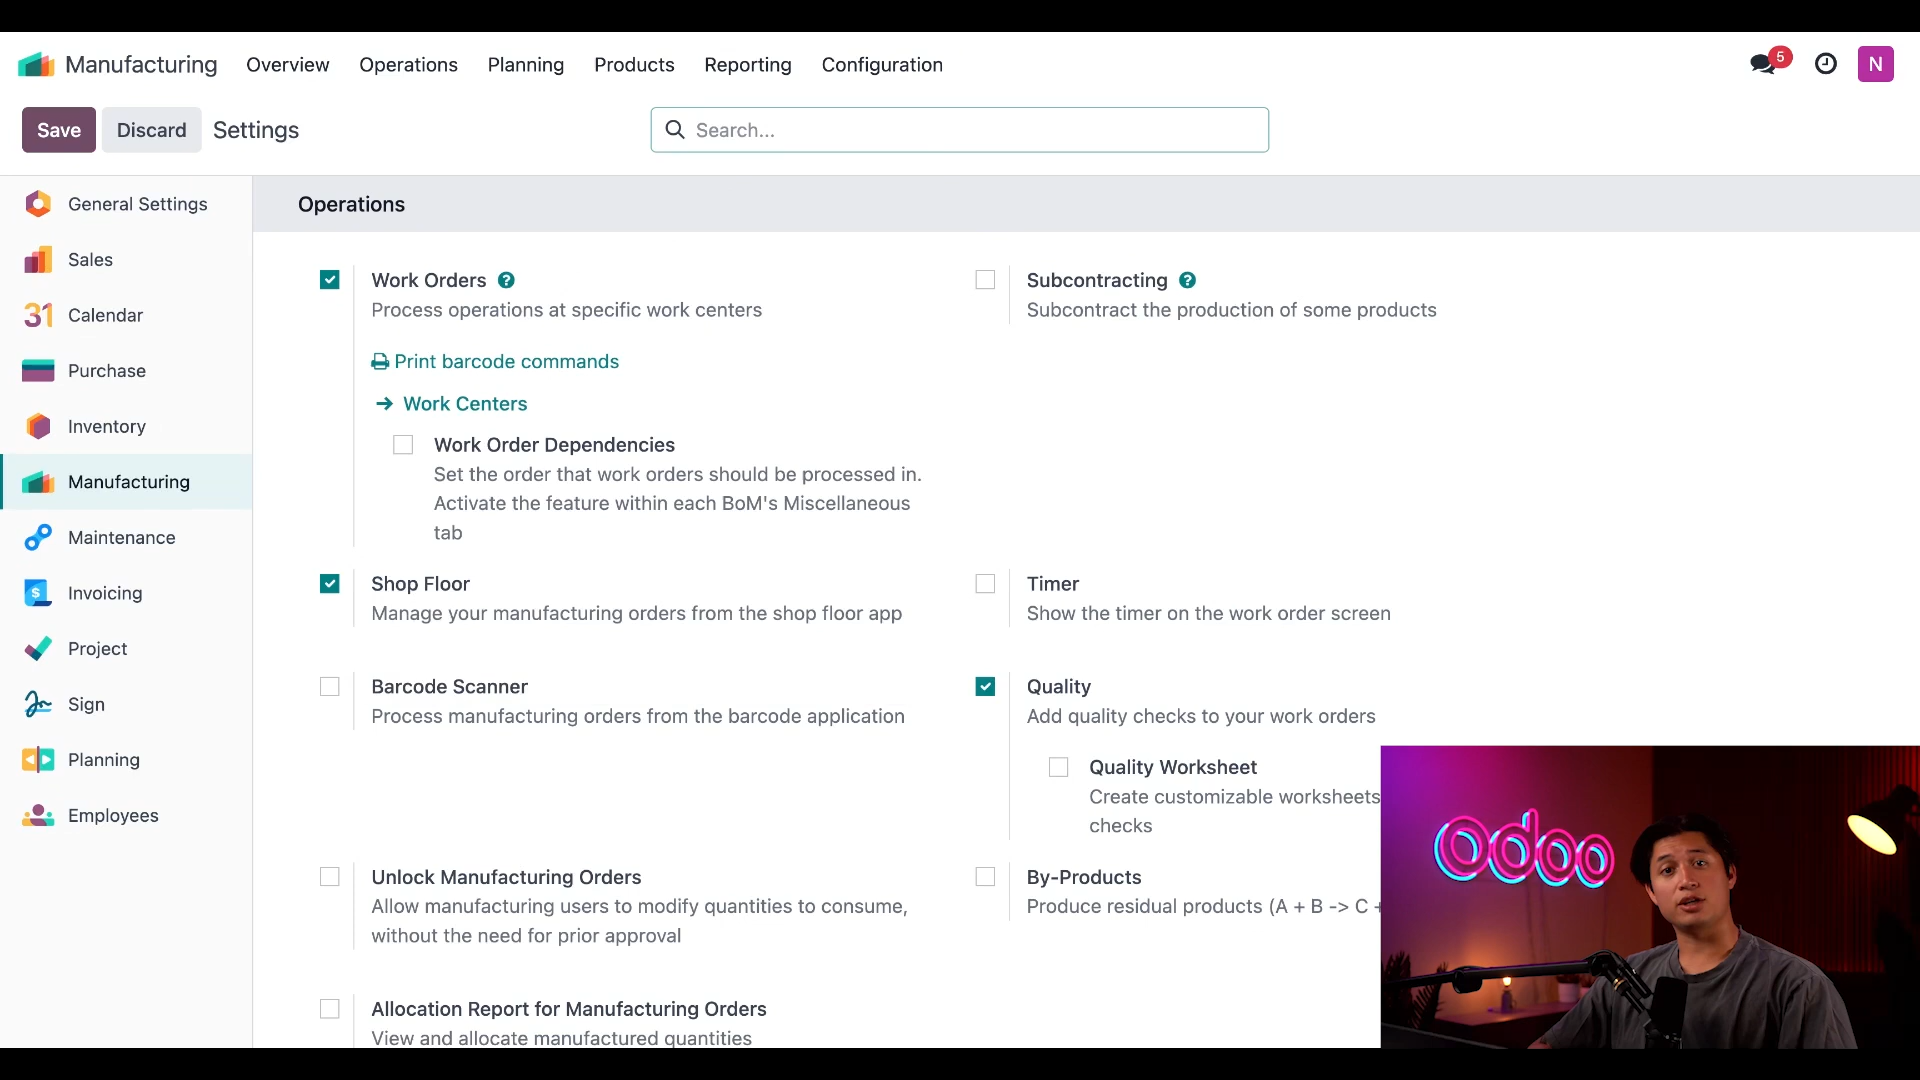 Manufacturing Overview Operations Planning Products Reporting Configuration 5 N
Save Discard Settings Search...
General Settings
Sales
31 Calendar
Purchase
Inventory
Manufacturing
Maintenance
$ Invoicing
Project
Sign
Planning
Employees
Operations
Work Orders ?
Process operations at specific work centers
Print barcode commands
→ Work Centers
Work Order Dependencies
Set the order that work orders should be processed in.
Activate the feature within each BoM's Miscellaneous
tab
Subcontracting ?
Subcontract the production of some products
Shop Floor
Manage your manufacturing orders from the shop floor app
Timer
Show the timer on the work order screen
Barcode Scanner
Process manufacturing orders from the barcode application
Quality
Add quality checks to your work orders
Quality Worksheet
Create customizable worksheets
checks
Unlock Manufacturing Orders
Allow manufacturing users to modify quantities to consume,
without the need for prior approval
By-Products
Produce residual products (A + B -> C +
Allocation Report for Manufacturing Orders
View and allocate manufactured quantities
odoo